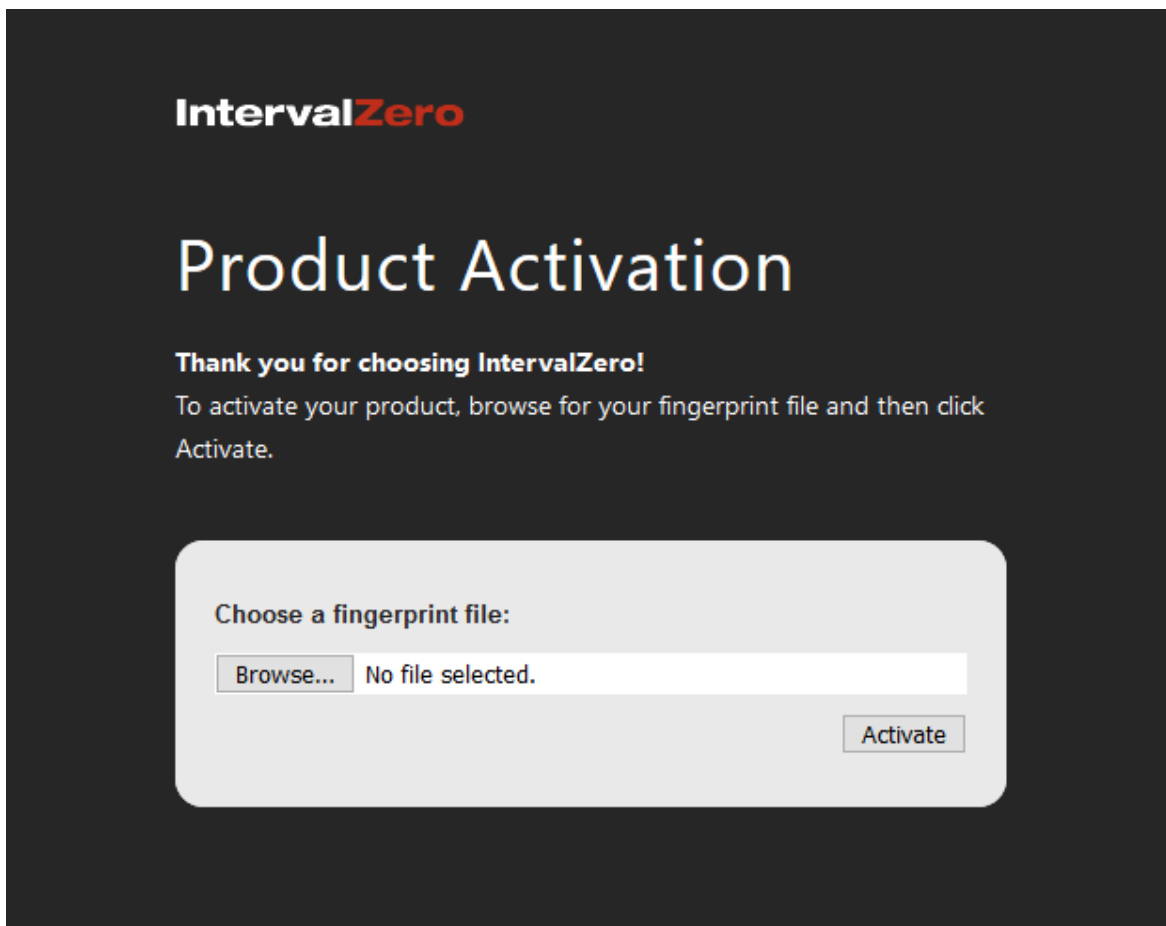 IntervalZero
Product Activation
Thank you for choosing IntervalZero!
To activate your product, browse for your fingerprint file and then click
Activate.
Choose a fingerprint file:
Browse... No file selected.
Activate